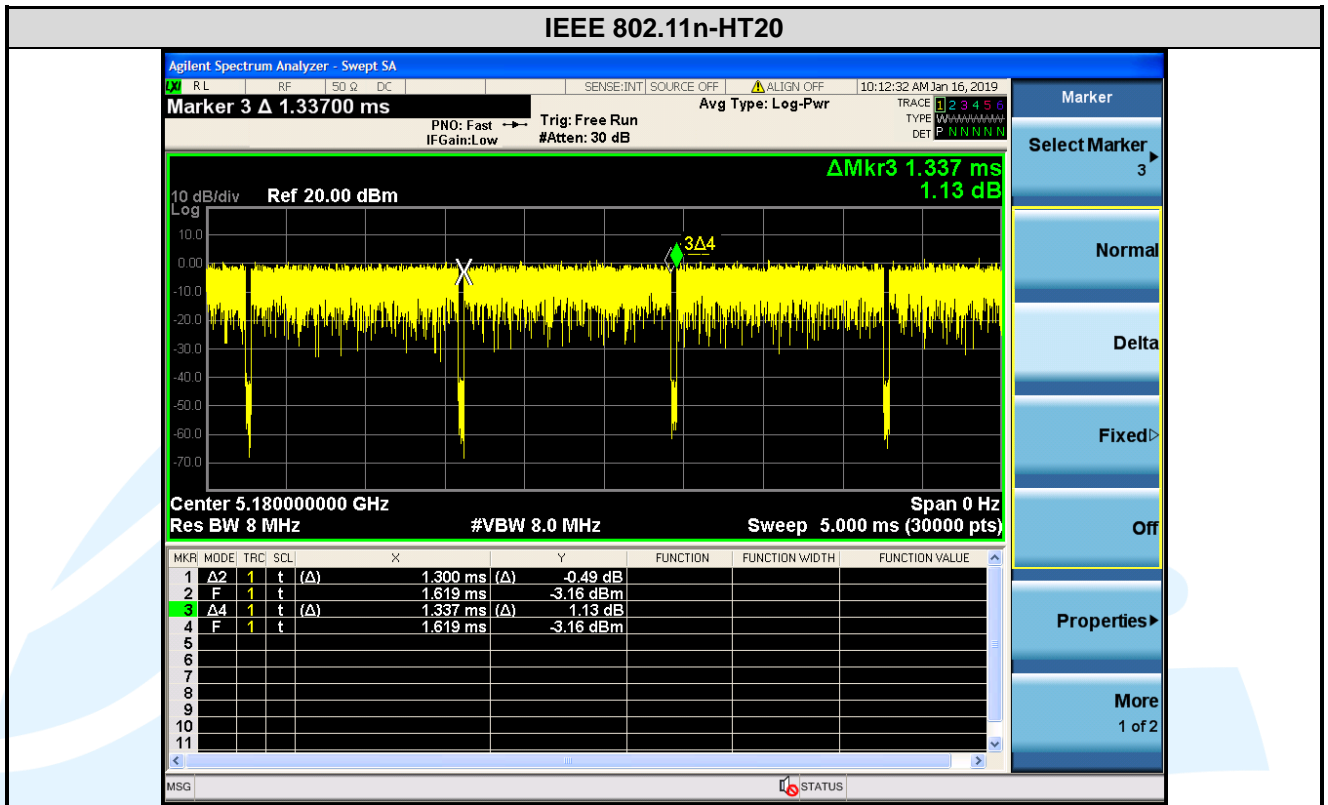 IEEE 802.11n-HT20
Agilent Spectrum Analyzer - Swept SA
LXI RL RF 50 Ω DC SENSE:INT SOURCE OFF ALIGN OFF 10:12:32 AM Jan 16, 2019
Marker 3 Δ 1.33700 ms
PNO: Fast
IFGain:Low
Trig: Free Run
#Atten: 30 dB
Avg Type: Log-Pwr
TRACE 1 2 3 4 5 6
TYPE WWWWWW
DET P N N N N N
ΔMkr3 1.337 ms
1.13 dB
10 dB/div Ref 20.00 dBm
Log
10.0
0.00
-10.0
-20.0
-30.0
-40.0
-50.0
-60.0
-70.0
3Δ4
X
Center 5.180000000 GHz Span 0 Hz
Res BW 8 MHz #VBW 8.0 MHz Sweep 5.000 ms (30000 pts)
MKR MODE TRC SCL X Y FUNCTION FUNCTION WIDTH FUNCTION VALUE
1 Δ2 1 t (Δ) 1.300 ms (Δ) -0.49 dB
2 F 1 t 1.619 ms -3.16 dBm
3 Δ4 1 t (Δ) 1.337 ms (Δ) 1.13 dB
4 F 1 t 1.619 ms -3.16 dBm
5
6
7
8
9
10
11
MSG STATUS
Marker
Select Marker
3
Normal
Delta
Fixed
Off
Properties
More
1 of 2